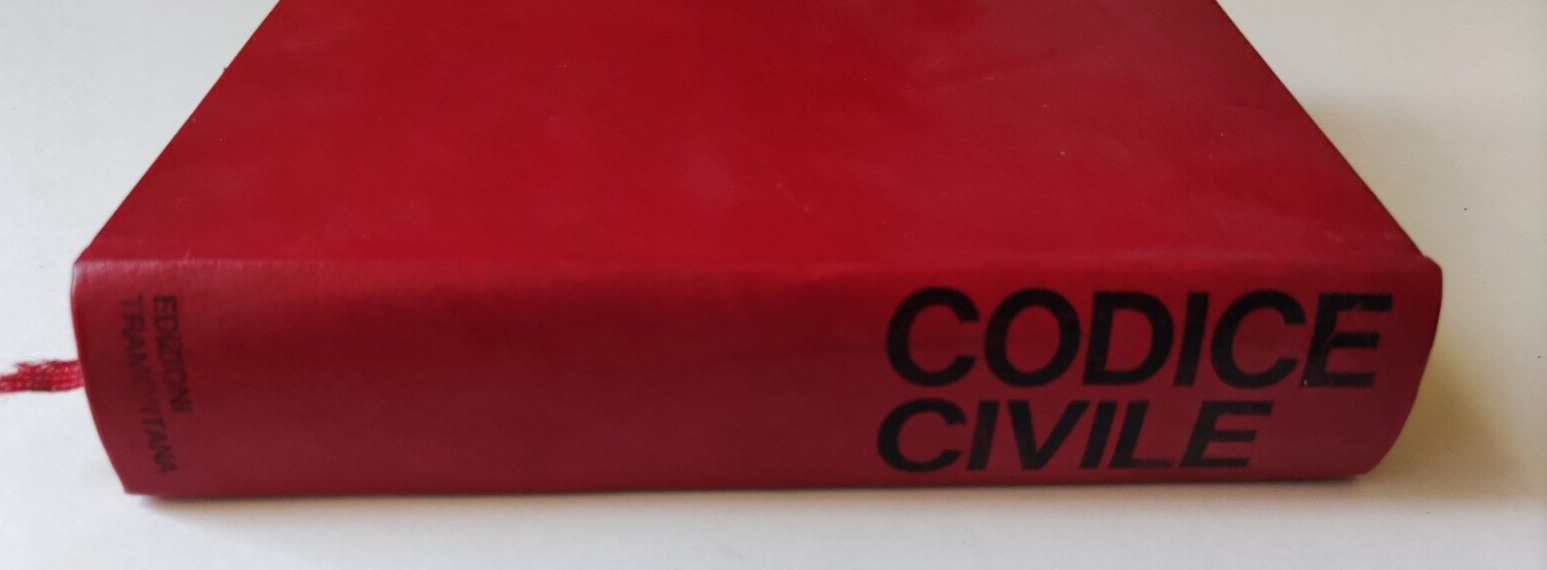 CODICE
CIVILE
EDIZIONI
TRAMONTANA